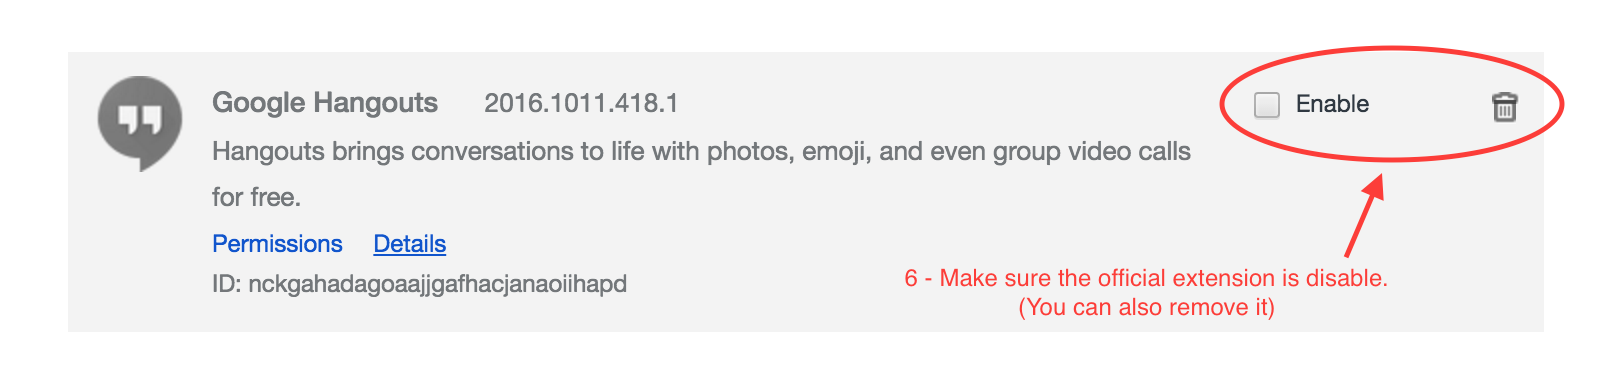 Google Hangouts 2016.1011.418.1
Enable
Hangouts brings conversations to life with photos, emoji, and even group video calls
for free.
Permissions Details
ID: nckgahadagoaajjgafhacjanaoiihapd
6 - Make sure the official extension is disable.
(You can also remove it)